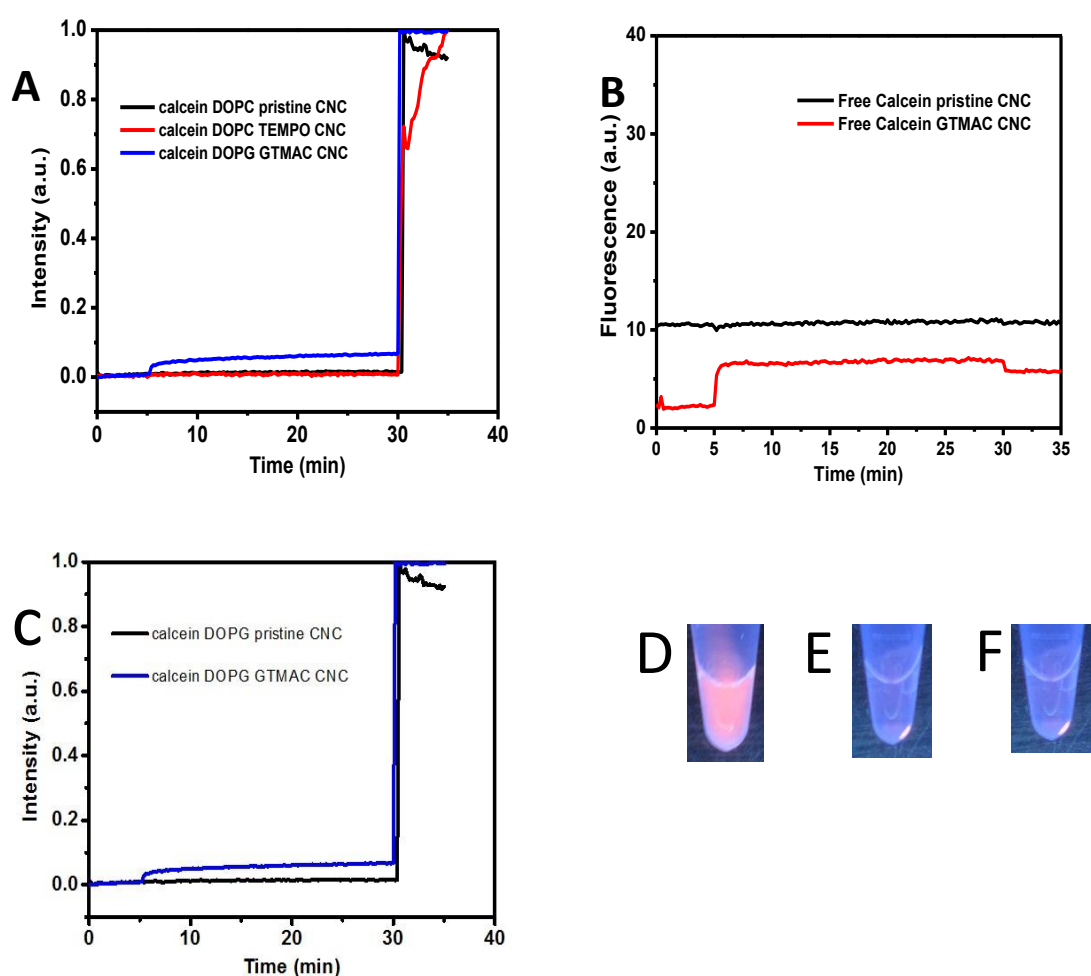 A
1.0
0.8
0.6
0.4
0.2
0.0
Intensity (a.u.)
calcein DOPC pristine CNC
calcein DOPC TEMPO CNC
calcein DOPG GTMAC CNC
0 10 20 30 40
Time (min)
B
40
30
20
10
0
Fluorescence (a.u.)
Free Calcein pristine CNC
Free Calcein GTMAC CNC
0 5 10 15 20 25 30 35
Time (min)
C
1.0
0.8
0.6
0.4
0.2
0.0
Intensity (a.u.)
calcein DOPG pristine CNC
calcein DOPG GTMAC CNC
0 10 20 30 40
Time (min)
D E F